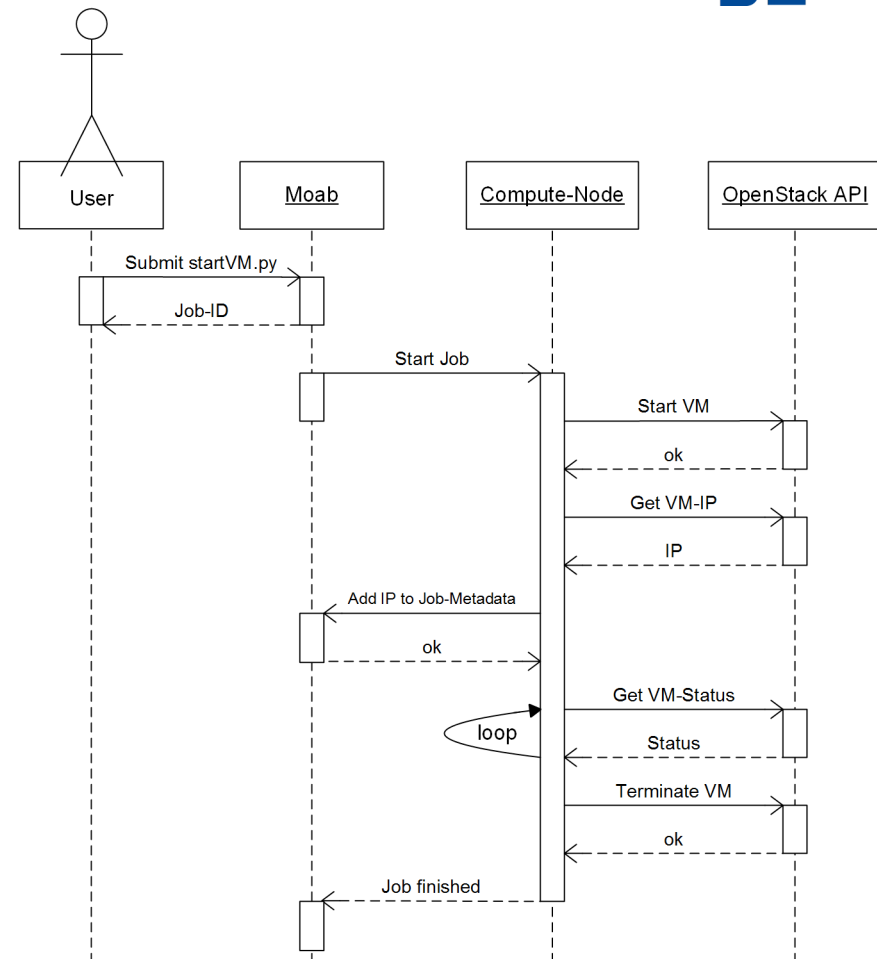 User
Moab
Compute-Node
OpenStack API
Submit startVM.py
Job-ID
Start Job
Start VM
ok
Get VM-IP
IP
Add IP to Job-Metadata
ok
Get VM-Status
loop
Status
Terminate VM
ok
Job finished